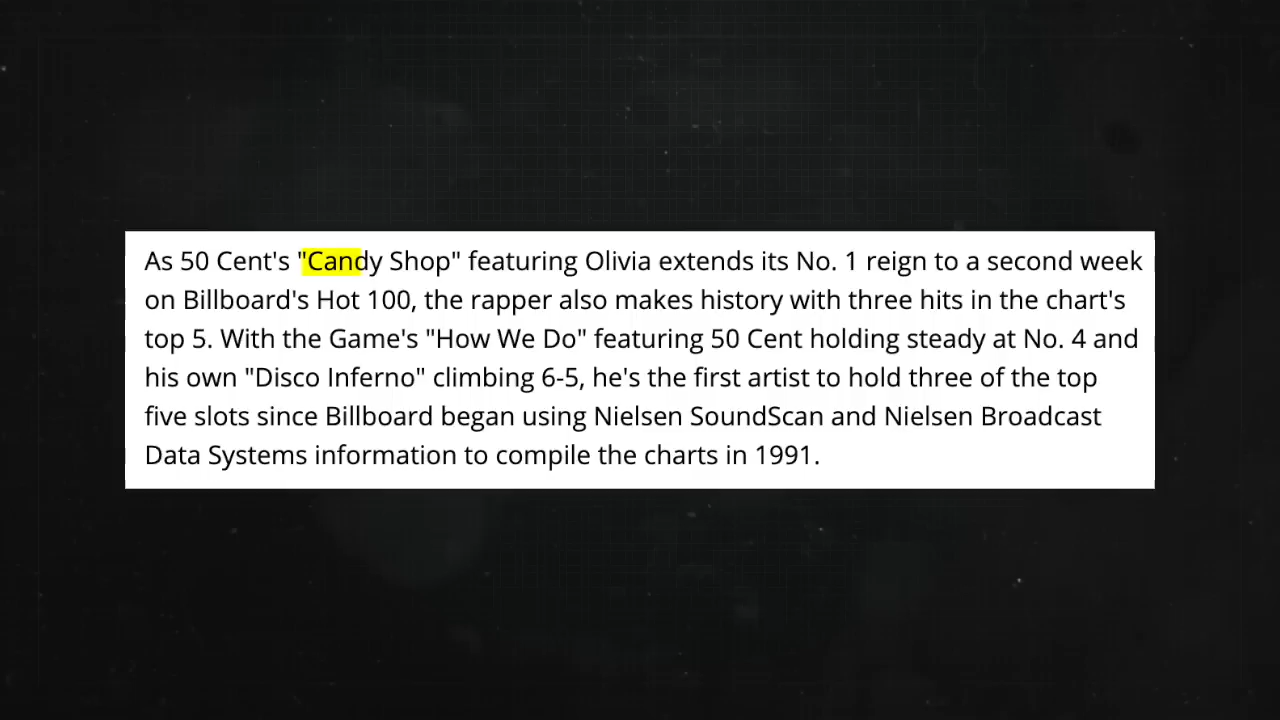 As 50 Cent's "Candy Shop" featuring Olivia extends its No. 1 reign to a second week
on Billboard's Hot 100, the rapper also makes history with three hits in the chart's
top 5. With the Game's "How We Do" featuring 50 Cent holding steady at No. 4 and
his own "Disco Inferno" climbing 6-5, he's the first artist to hold three of the top
five slots since Billboard began using Nielsen SoundScan and Nielsen Broadcast
Data Systems information to compile the charts in 1991.